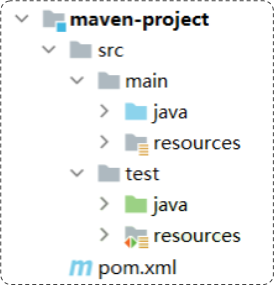 maven-project
src
main
java
resources
test
java
resources
m pom.xml